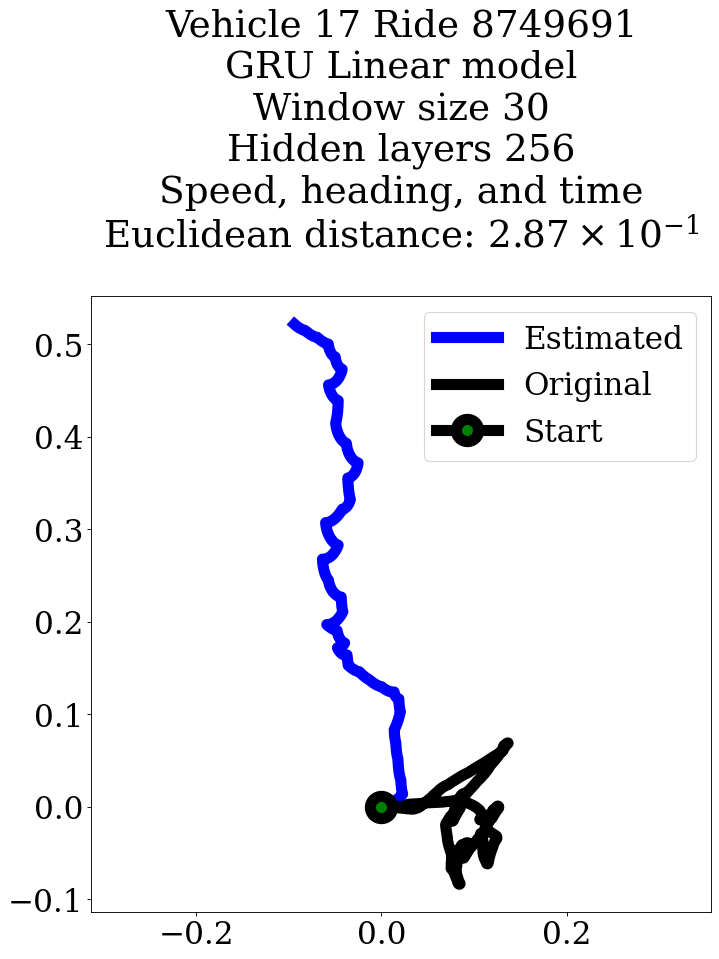 Vehicle 17 Ride 8749691
GRU Linear model
Window size 30
Hidden layers 256
Speed, heading, and time
Euclidean distance: 2.87 × 10⁻¹
Estimated
Original
Start
0.5
0.4
0.3
0.2
0.1
0.0
−0.1
−0.2 0.0 0.2